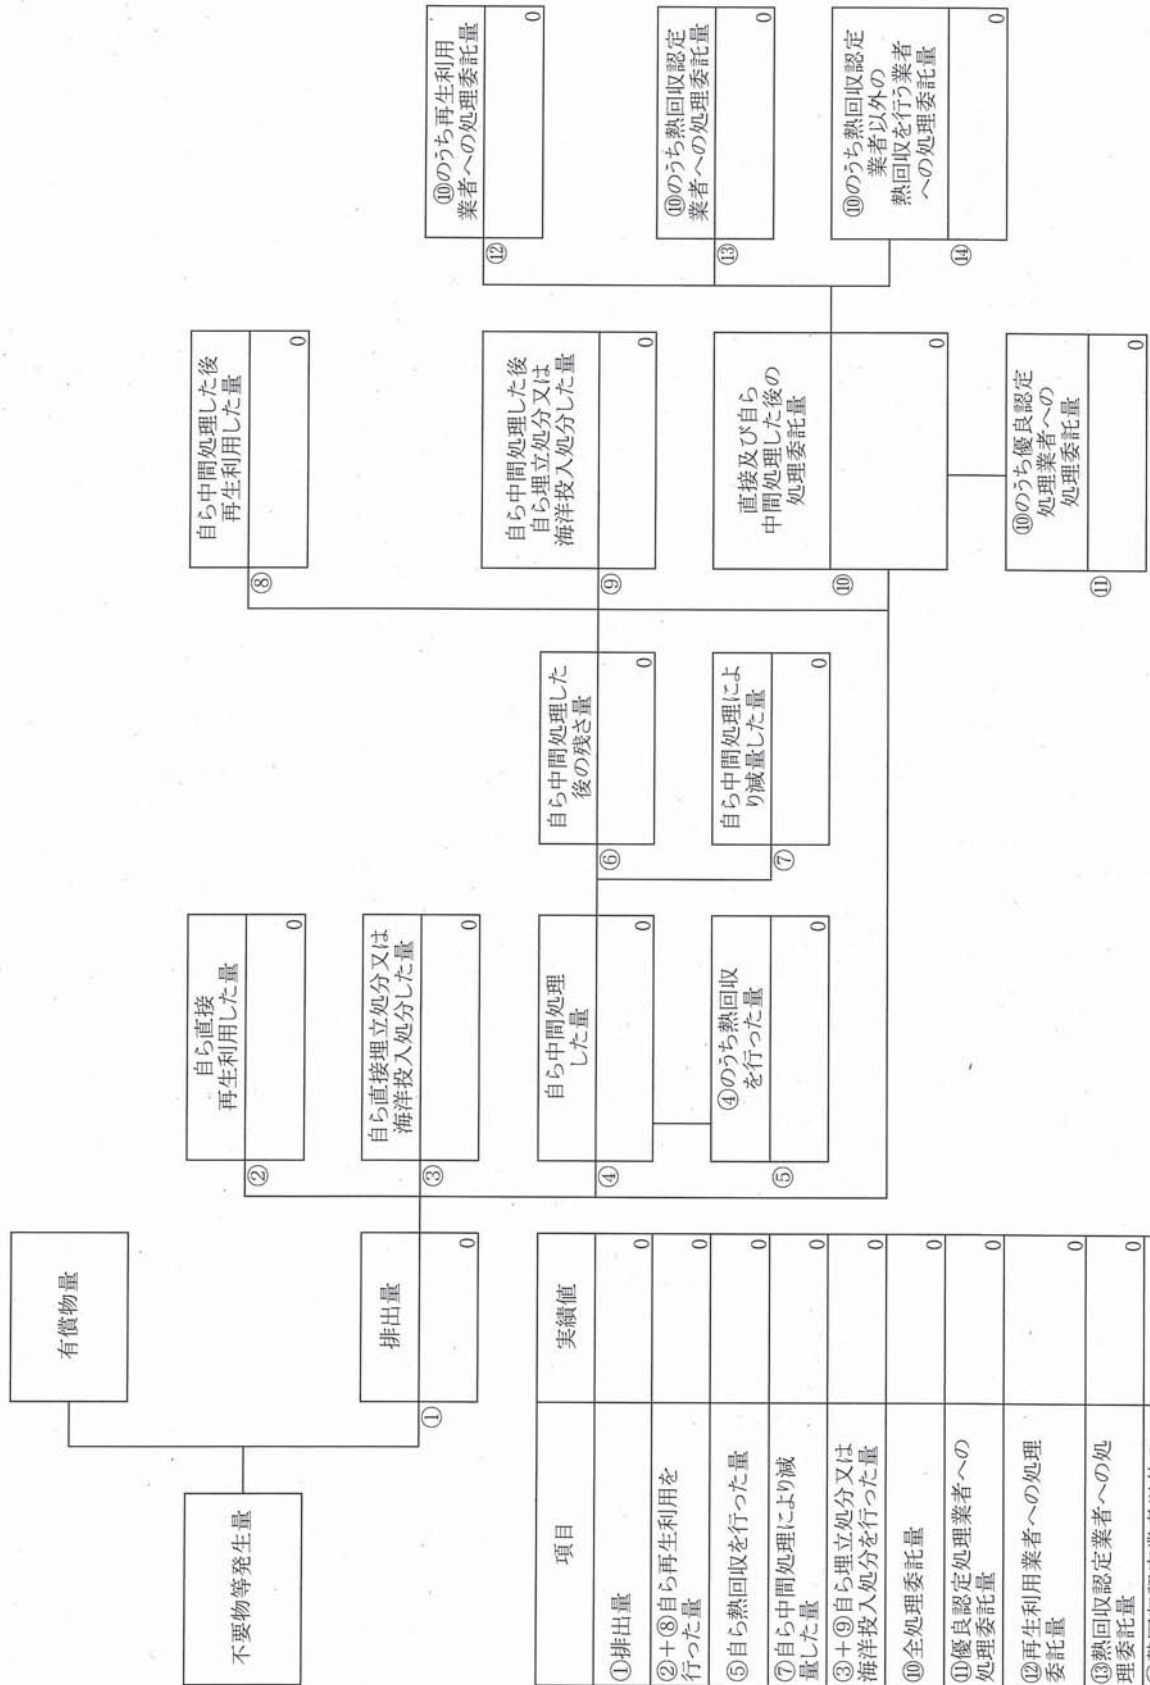 不要物等発生量
有償物量
①
排出量
0
②
自ら直接
再生利用した量
0
③
自ら直接埋立処分又は
海洋投入処分した量
0
④
自ら中間処理
した量
0
⑤
④のうち熱回収
を行った量
0
⑥
自ら中間処理した
後の残さ量
0
⑦
自ら中間処理によ
り減量した量
0
⑧
自ら中間処理した後
再生利用した量
0
⑨
自ら中間処理した後
自ら埋立処分又は
海洋投入処分した量
0
⑩
直接及び自ら
中間処理した後の
処理委託量
0
⑪
⑩のうち優良認定
処理業者への
処理委託量
0
⑫
⑩のうち再生利用
業者への処理委託量
0
⑬
⑩のうち熱回収認定
業者への処理委託量
0
⑭
⑩のうち熱回収認定
業者以外の
熱回収を行う業者
への処理委託量
0
項目 実績値
①排出量 0
②+⑧自ら再生利用を
行った量 0
⑤自ら熱回収を行った量 0
⑦自ら中間処理により減
量した量 0
③+⑨自ら埋立処分又は
海洋投入処分を行った量 0
⑩全処理委託量 0
⑪優良認定処理業者への
処理委託量 0
⑫再生利用業者への処理
委託量 0
⑬熱回収認定業者への処
理委託量 0